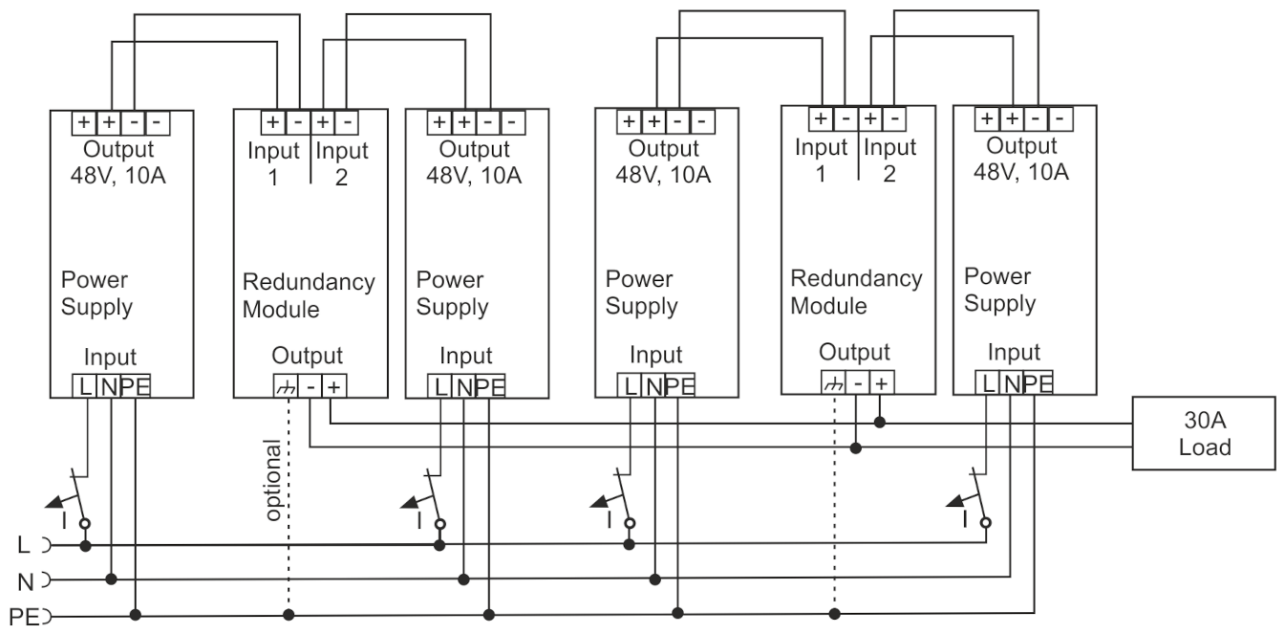 + + - -
Output
48V, 10A
Power
Supply
Input
L N PE
+ - + -
Input Input
1 2
Redundancy
Module
Output
- +
+ + - -
Output
48V, 10A
Power
Supply
Input
L N PE
+ + - -
Output
48V, 10A
Power
Supply
Input
L N PE
+ - + -
Input Input
1 2
Redundancy
Module
Output
- +
+ + - -
Output
48V, 10A
Power
Supply
Input
L N PE
30A
Load
optional
I
I
I
I
L
N
PE